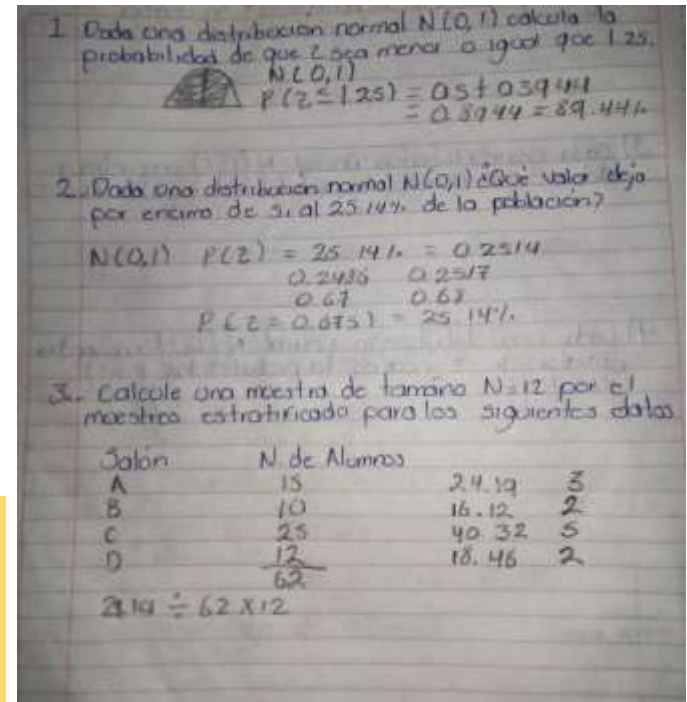 1 Dada una distribución normal N(0,1) calcula la
probabilidad de que Z sea menor o igual que 1.25.
N(0,1)
P(Z≤1.25) = 0.5+0.3944
= 0.8944 = 89.44%
2. Dada una distribución normal N(0,1) ¿Qué valor deja
por encima de si al 25.14% de la población?
N(0,1) P(Z) = 25.14% = 0.2514
0.2486 0.2517
0.67 0.68
P(Z=0.675) = 25.14%
3. Calcule una muestra de tamaño N=12 por el
muestreo estratificado para los siguientes datos
Salón N. de Alumnos
A 15 24.19 3
B 10 16.12 2
C 25 40.32 5
D 12 18.46 2
62
÷ 62 x 12